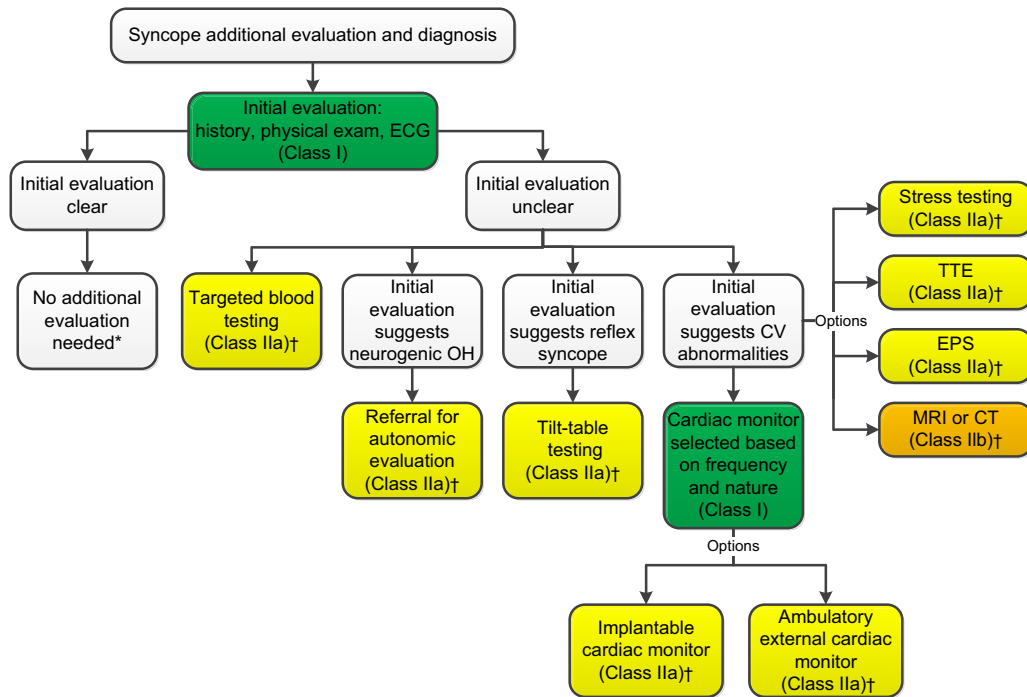 Syncope additional evaluation and diagnosis
Initial evaluation:
history, physical exam, ECG
(Class I)
Initial evaluation
clear
Initial evaluation
unclear
No additional
evaluation
needed*
Targeted blood
testing
(Class IIa)†
Initial
evaluation
suggests
neurogenic OH
Initial
evaluation
suggests reflex
syncope
Initial
evaluation
suggests CV
abnormalities
Options
Stress testing
(Class IIa)†
TTE
(Class IIa)†
EPS
(Class IIa)†
MRI or CT
(Class IIb)†
Referral for
autonomic
evaluation
(Class IIa)†
Tilt-table
testing
(Class IIa)†
Cardiac monitor
selected based
on frequency
and nature
(Class I)
Options
Implantable
cardiac monitor
(Class IIa)†
Ambulatory
external cardiac
monitor
(Class IIa)†